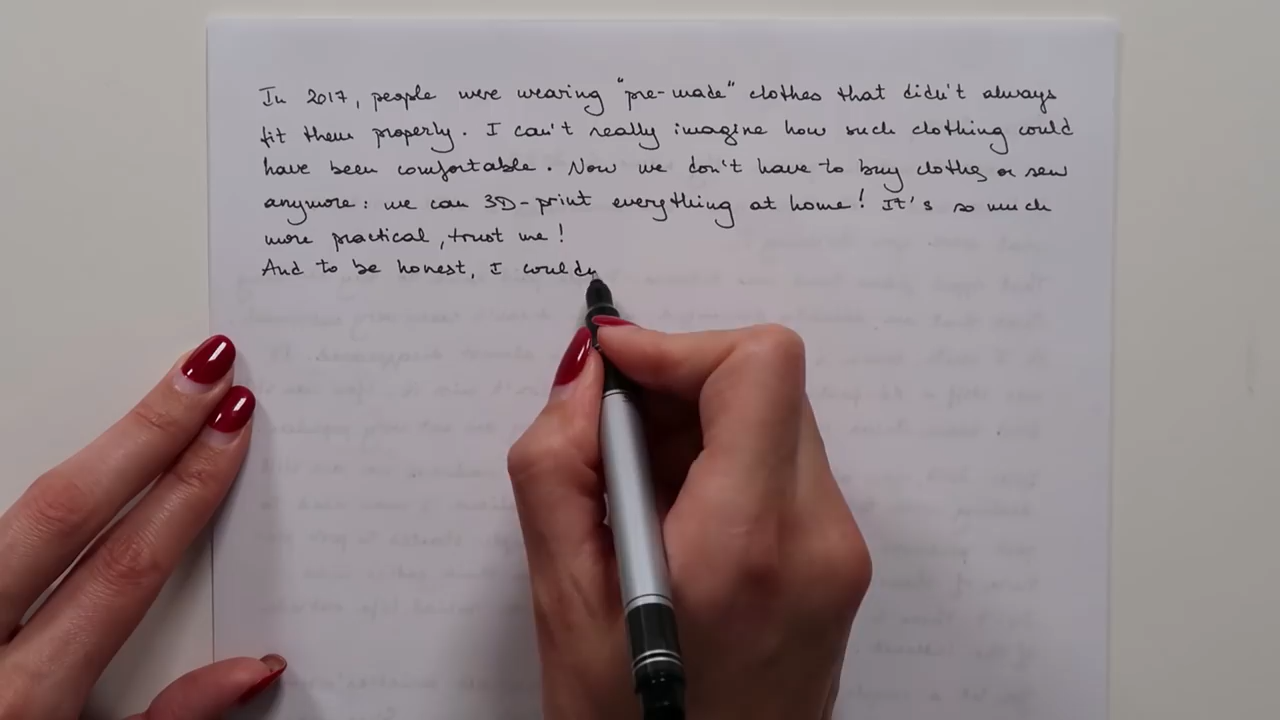 In 2017, people were wearing "pre-made" clothes that didn't always
fit them properly. I can't really imagine how such clothing could
have been comfortable. Now we don't have to buy clothes or sew
anymore: we can 3D-print everything at home! It's so much
more practical, trust me!
And to be honest, I couldn